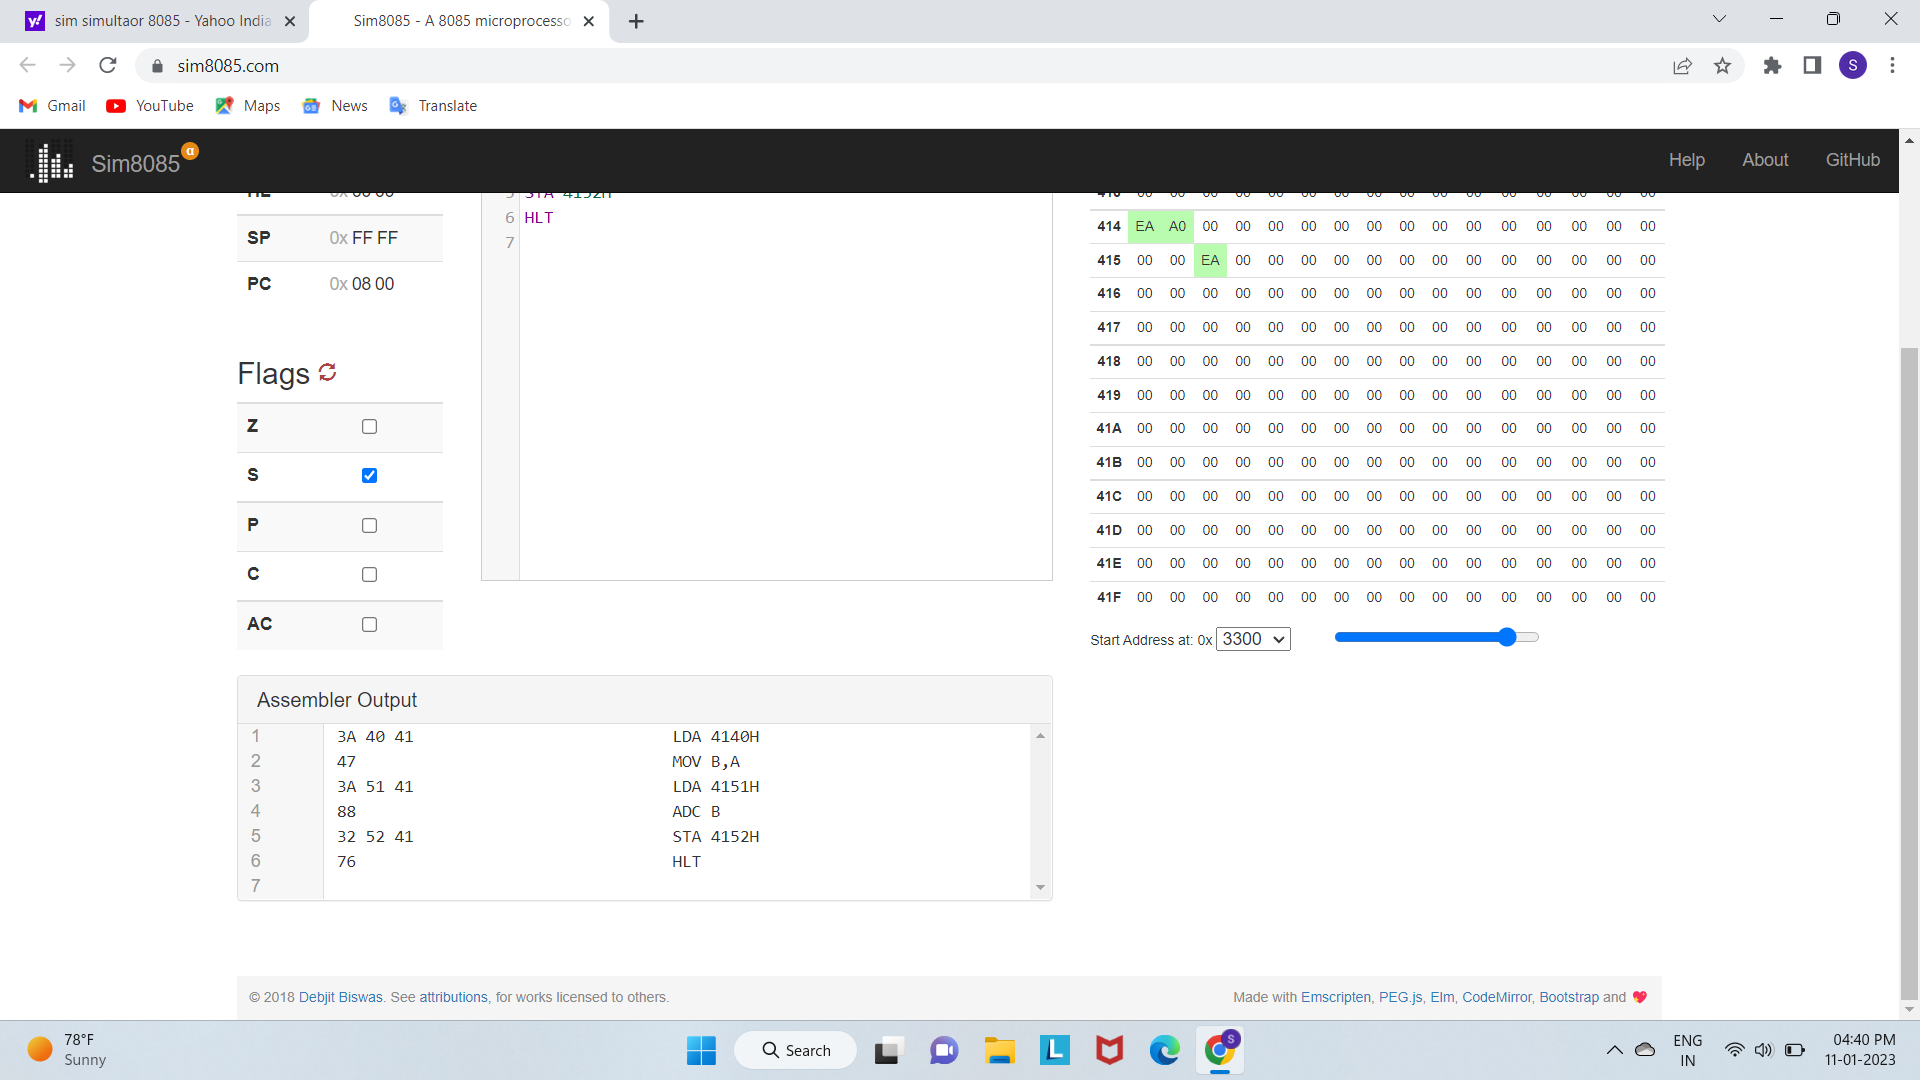 sim simultaor 8085 - Yahoo India
Sim8085 - A 8085 microprocesso
sim8085.com
S
Gmail YouTube Maps News Translate
Sim8085 α
Help About GitHub
5 STA 4152H
SP 0x FF FF
PC 0x 08 00
6 HLT
7
414 EA A0 00 00 00 00 00 00 00 00 00 00 00 00 00 00
415 00 00 EA 00 00 00 00 00 00 00 00 00 00 00 00 00
416 00 00 00 00 00 00 00 00 00 00 00 00 00 00 00 00
417 00 00 00 00 00 00 00 00 00 00 00 00 00 00 00 00
418 00 00 00 00 00 00 00 00 00 00 00 00 00 00 00 00
419 00 00 00 00 00 00 00 00 00 00 00 00 00 00 00 00
41A 00 00 00 00 00 00 00 00 00 00 00 00 00 00 00 00
41B 00 00 00 00 00 00 00 00 00 00 00 00 00 00 00 00
41C 00 00 00 00 00 00 00 00 00 00 00 00 00 00 00 00
41D 00 00 00 00 00 00 00 00 00 00 00 00 00 00 00 00
41E 00 00 00 00 00 00 00 00 00 00 00 00 00 00 00 00
41F 00 00 00 00 00 00 00 00 00 00 00 00 00 00 00 00
Start Address at: 0x 3300
Flags
Z
S
P
C
AC
Assembler Output
1 3A 40 41 LDA 4140H
2 47 MOV B,A
3 3A 51 41 LDA 4151H
4 88 ADC B
5 32 52 41 STA 4152H
6 76 HLT
7
© 2018 Debjit Biswas. See attributions, for works licensed to others.
Made with Emscripten, PEG.js, Elm, CodeMirror, Bootstrap and
78°F
Sunny
Search
ENG
IN
04:40 PM
11-01-2023